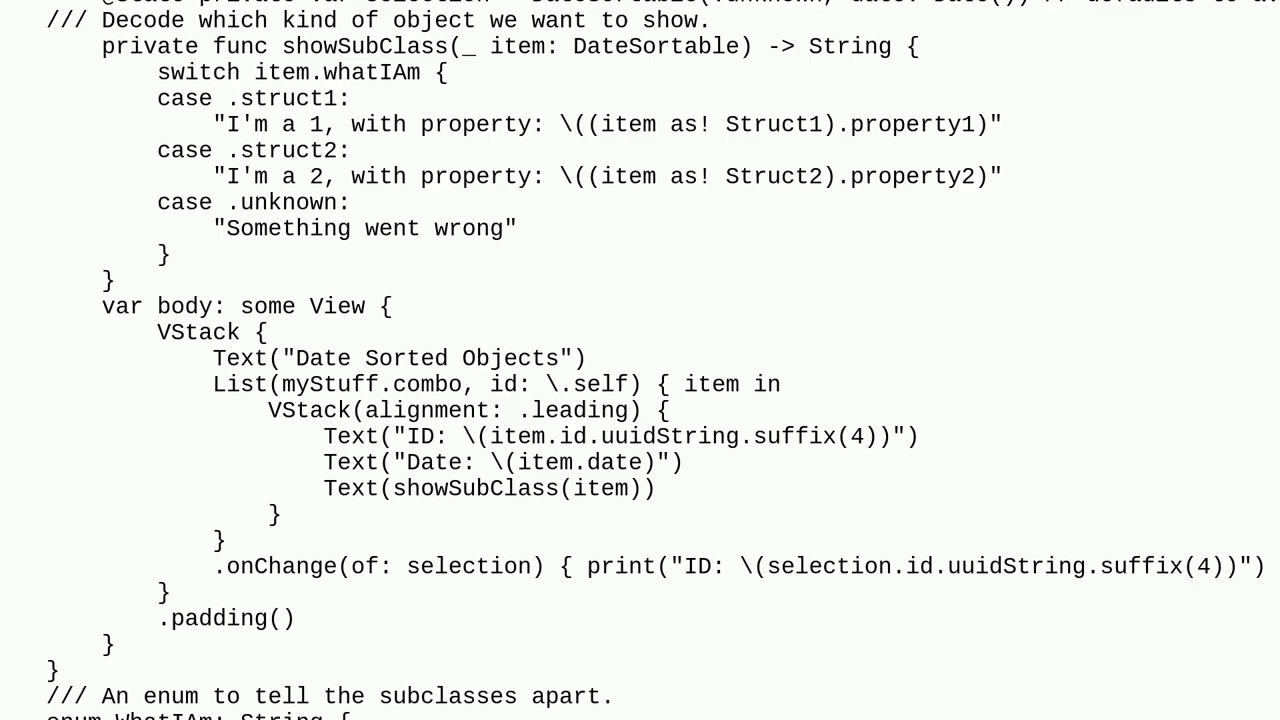 /// Decode which kind of object we want to show.
private func showSubClass(_ item: DateSortable) -> String {
switch item.whatIAm {
case .struct1:
"I'm a 1, with property: \((item as! Struct1).property1)"
case .struct2:
"I'm a 2, with property: \((item as! Struct2).property2)"
case .unknown:
"Something went wrong"
}
}
var body: some View {
VStack {
Text("Date Sorted Objects")
List(myStuff.combo, id: \.self) { item in
VStack(alignment: .leading) {
Text("ID: \(item.id.uuidString.suffix(4))")
Text("Date: \(item.date)")
Text(showSubClass(item))
}
}
.onChange(of: selection) { print("ID: \(selection.id.uuidString.suffix(4))")
}
.padding()
}
}
/// An enum to tell the subclasses apart.
enum WhatIAm: String {